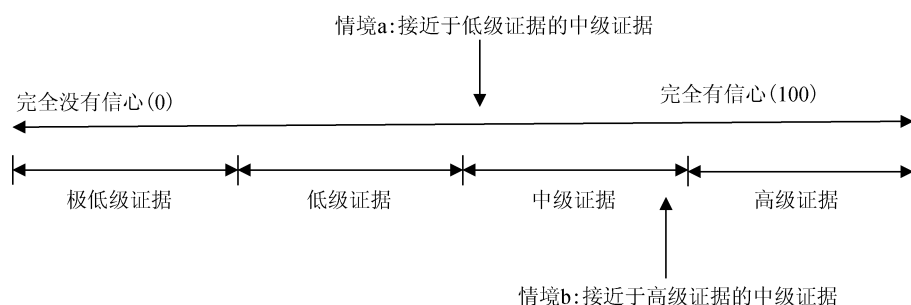 情境a:接近于低级证据的中级证据
完全没有信心(0)
完全有信心(100)
极低级证据
低级证据
中级证据
高级证据
情境b:接近于高级证据的中级证据